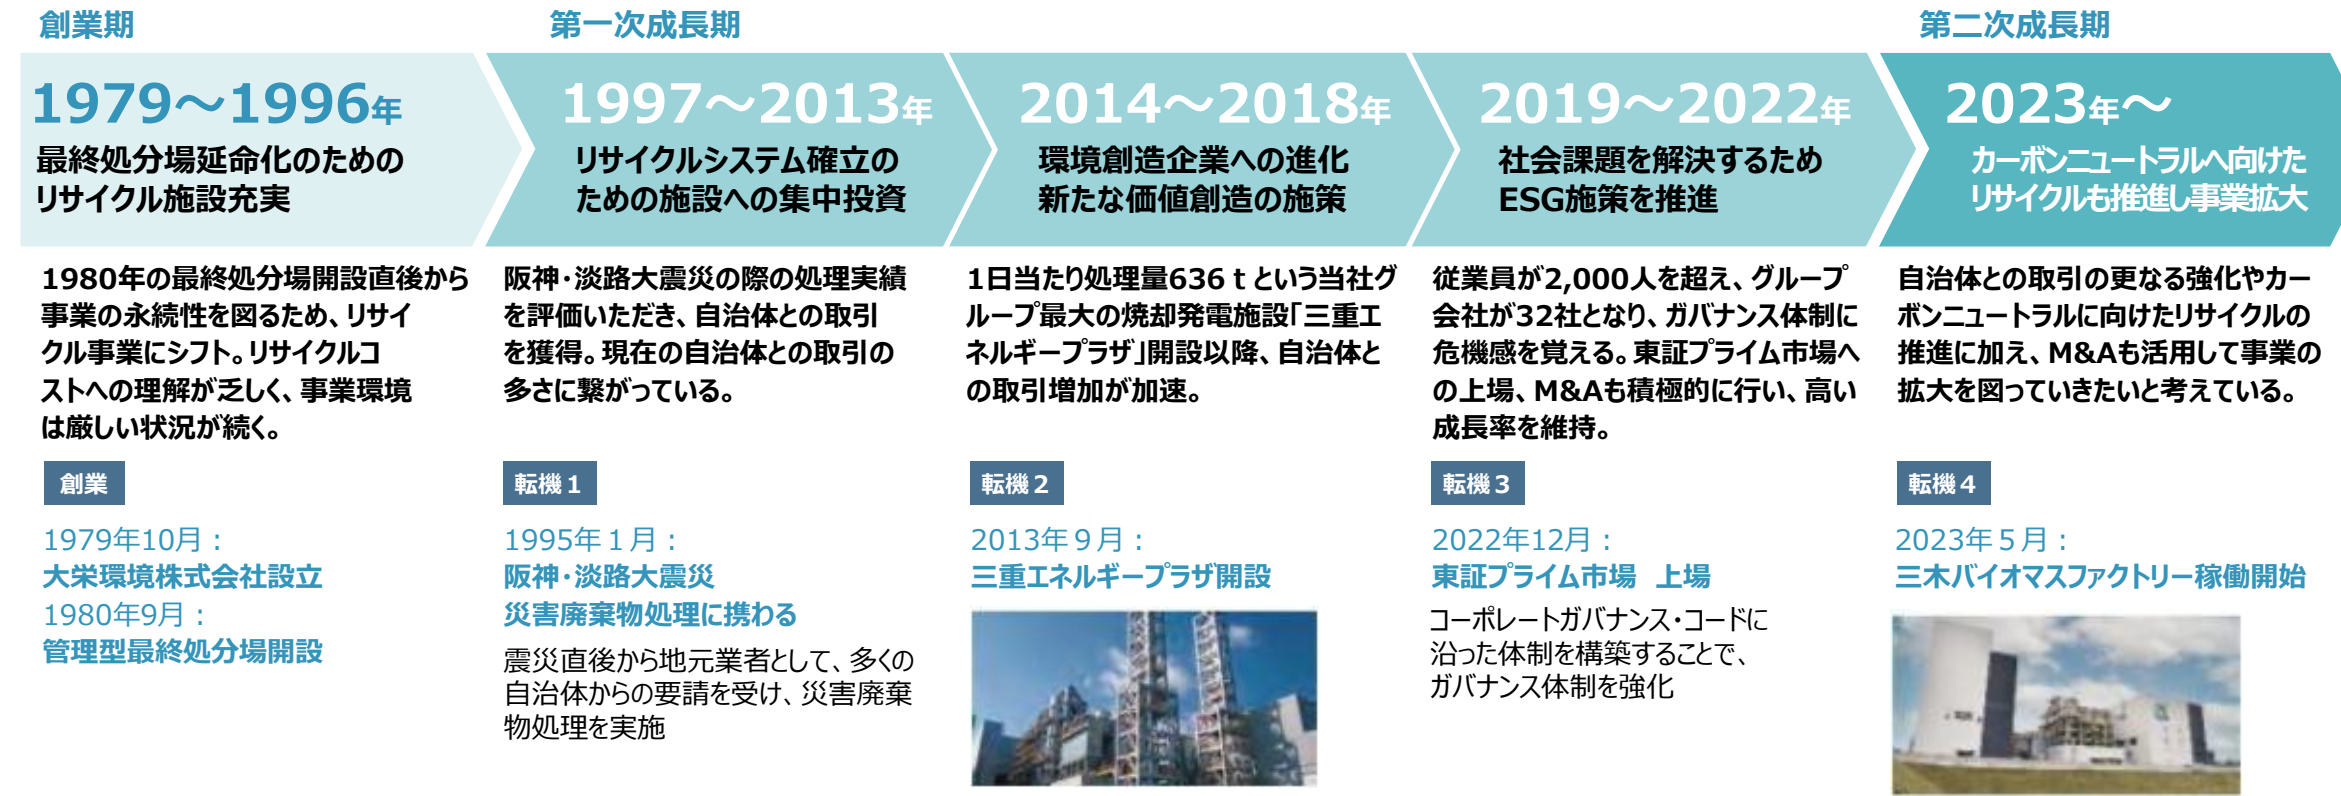 創業期
1979～1996年
最終処分場延命化のための
リサイクル施設充実
1980年の最終処分場開設直後から
事業の永続性を図るため、リサイ
クル事業にシフト。リサイクルコ
ストへの理解が乏しく、事業環境
は厳しい状況が続く。
創業
1979年10月：
大栄環境株式会社設立
1980年9月：
管理型最終処分場開設
第一次成長期
1997～2013年
リサイクルシステム確立の
ための施設への集中投資
阪神・淡路大震災の際の処理実績
を評価いただき、自治体との取引
を獲得。現在の自治体との取引の
多さに繋がっている。
転機１
1995年１月：
阪神・淡路大震災
災害廃棄物処理に携わる
震災直後から地元業者として、多くの
自治体からの要請を受け、災害廃棄
物処理を実施
2014～2018年
環境創造企業への進化
新たな価値創造の施策
1日当たり処理量636ｔという当社グ
ループ最大の焼却発電施設「三重エ
ネルギープラザ」開設以降、自治体と
の取引増加が加速。
転機２
2013年９月：
三重エネルギープラザ開設
2019～2022年
社会課題を解決するため
ESG施策を推進
従業員が2,000人を超え、グループ
会社が32社となり、ガバナンス体制に
危機感を覚える。東証プライム市場へ
の上場、M&Aも積極的に行い、高い
成長率を維持。
転機３
2022年12月：
東証プライム市場　上場
コーポレートガバナンス・コードに
沿った体制を構築することで、
ガバナンス体制を強化
第二次成長期
2023年～
カーボンニュートラルへ向けた
リサイクルも推進し事業拡大
自治体との取引の更なる強化やカー
ボンニュートラルに向けたリサイクルの
推進に加え、M&Aも活用して事業の
拡大を図っていきたいと考えている。
転機４
2023年５月：
三木バイオマスファクトリー稼働開始